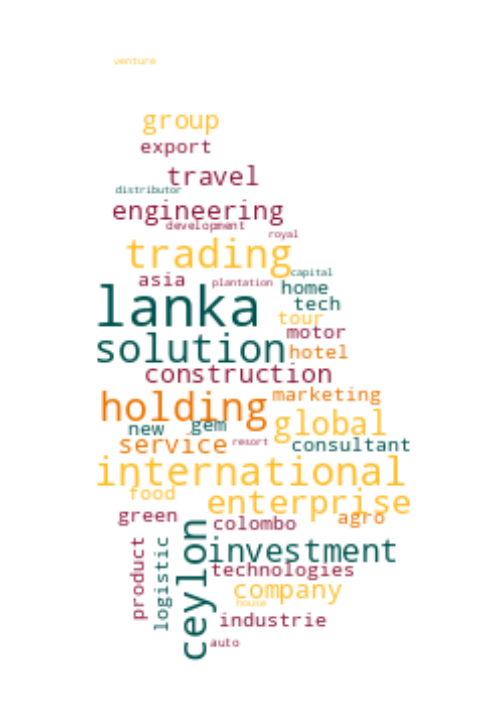 venture
group
export
travel
distributor
engineering
development
royal
trading
capital
asia
plantation
home
lanka
tech
tour
motor
solution
hotel
construction
marketing
holding
global
new
gem
service
resort
consultant
international
food
enterprise
green
colombo
agro
ceylon
product
logistic
investment
technologies
company
house
industrie
auto